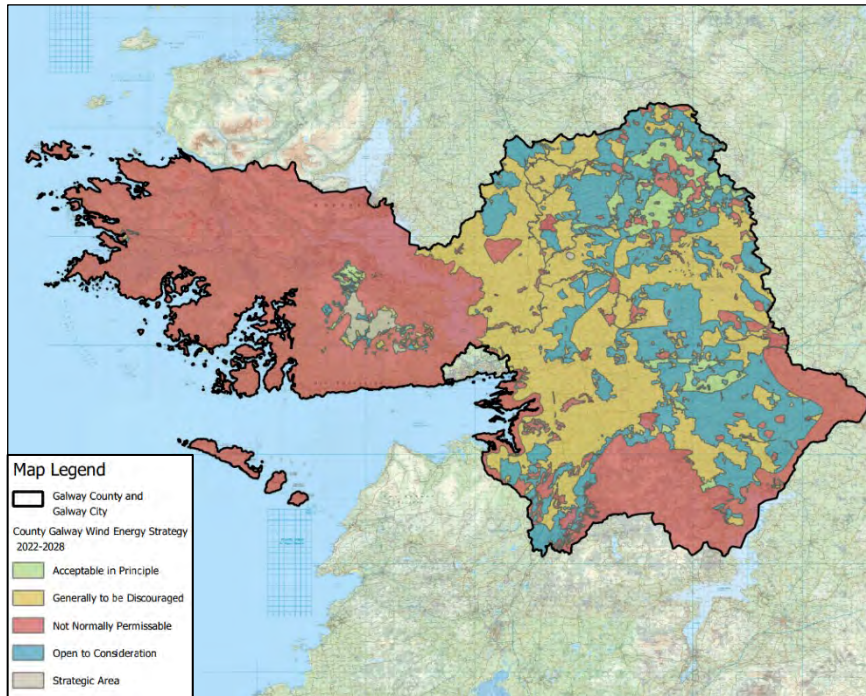 Map Legend
Galway County and
Galway City
County Galway Wind Energy Strategy
2022-2028
Acceptable in Principle
Generally to be Discouraged
Not Normally Permissable
Open to Consideration
Strategic Area